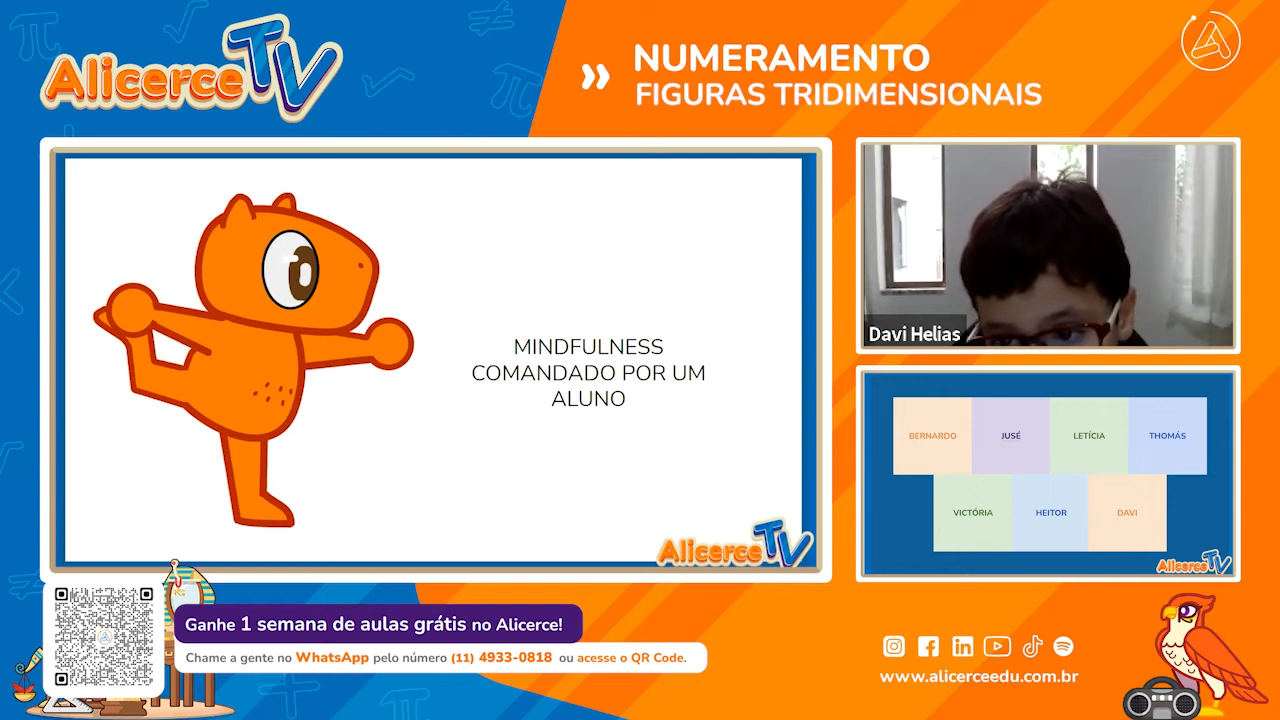 AlicerceTV
NUMERAMENTO
FIGURAS TRIDIMENSIONAIS
MINDFULNESS
COMANDADO POR UM
ALUNO
AlicerceTV
Davi Helias
BERNARDO
JUSÉ
LETÍCIA
THOMÁS
VICTÓRIA
HEITOR
DAVI
AlicerceTV
Ganhe 1 semana de aulas grátis no Alicerce!
Chame a gente no WhatsApp pelo número (11) 4933-0818 ou acesse o QR Code.
www.alicerceedu.com.br